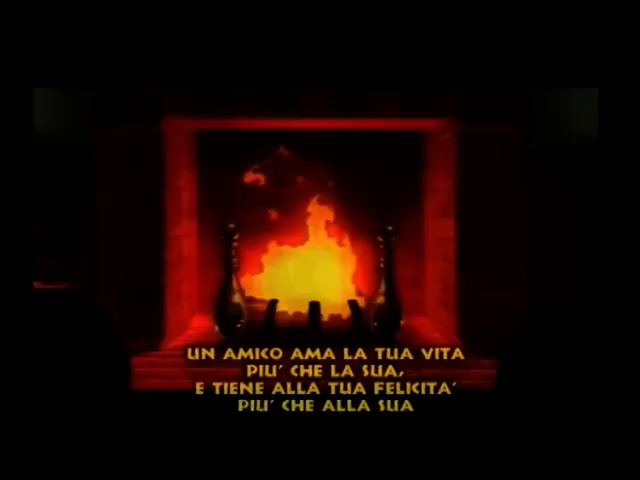 UN AMICO AMA LA TUA VITA
PIU' CHE LA SUA,
E TIENE ALLA TUA FELICITA'
PIU' CHE ALLA SUA